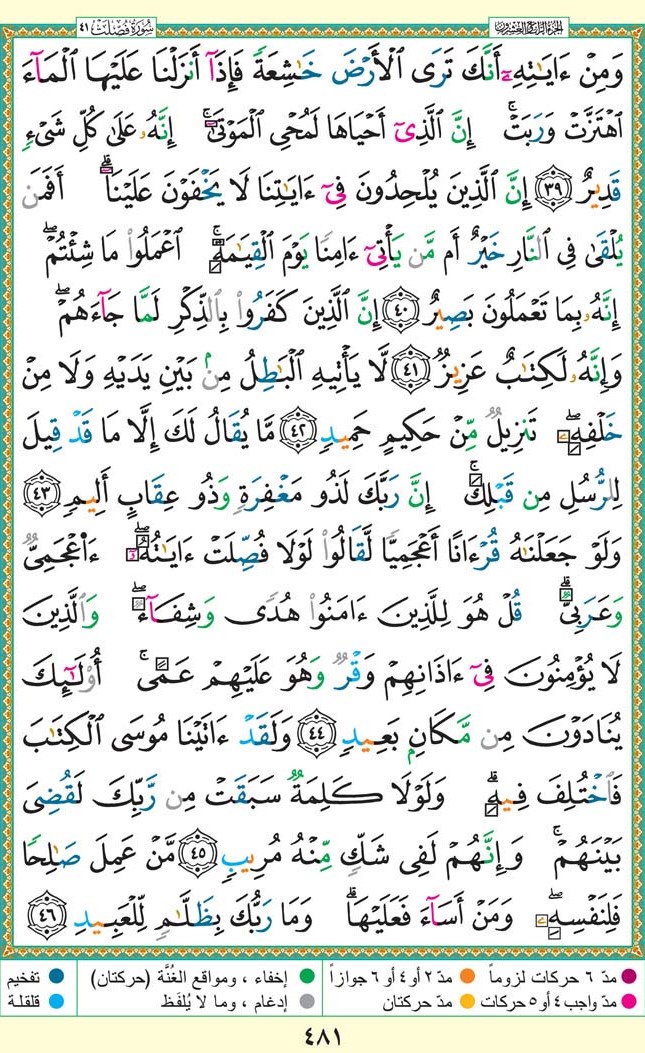 سُورَةُ فُصِّلَتْ ٤١
الجزء الرابع والعشرون
وَمِنْ ءَايَٰتِهِۦٓ أَنَّكَ تَرَى ٱلْأَرْضَ خَٰشِعَةً فَإِذَآ أَنزَلْنَا عَلَيْهَا ٱلْمَآءَ
ٱهْتَزَّتْ وَرَبَتْ ۚ إِنَّ ٱلَّذِىٓ أَحْيَاهَا لَمُحْىِ ٱلْمَوْتَىٰٓ ۚ إِنَّهُۥ عَلَىٰ كُلِّ شَىْءٍ
قَدِيرٌ ٣٩ إِنَّ ٱلَّذِينَ يُلْحِدُونَ فِىٓ ءَايَٰتِنَا لَا يَخْفَوْنَ عَلَيْنَآ ۗ أَفَمَن
يُلْقَىٰ فِى ٱلنَّارِ خَيْرٌ أَم مَّن يَأْتِىٓ ءَامِنًا يَوْمَ ٱلْقِيَٰمَةِ ۚ ٱعْمَلُوا۟ مَا شِئْتُمْ ۖ
إِنَّهُۥ بِمَا تَعْمَلُونَ بَصِيرٌ ٤٠ إِنَّ ٱلَّذِينَ كَفَرُوا۟ بِٱلذِّكْرِ لَمَّا جَآءَهُمْ ۖ
وَإِنَّهُۥ لَكِتَٰبٌ عَزِيزٌ ٤١ لَّا يَأْتِيهِ ٱلْبَٰطِلُ مِنۢ بَيْنِ يَدَيْهِ وَلَا مِنْ
خَلْفِهِۦ ۖ تَنزِيلٌ مِّنْ حَكِيمٍ حَمِيدٍ ٤٢ مَّا يُقَالُ لَكَ إِلَّا مَا قَدْ قِيلَ
لِلرُّسُلِ مِن قَبْلِكَ ۚ إِنَّ رَبَّكَ لَذُو مَغْفِرَةٍ وَذُو عِقَابٍ أَلِيمٍ ٤٣
وَلَوْ جَعَلْنَٰهُ قُرْءَانًا أَعْجَمِيًّا لَّقَالُوا۟ لَوْلَا فُصِّلَتْ ءَايَٰتُهُۥٓ ۖ ءَا۬عْجَمِىٌّ
وَعَرَبِىٌّ ۗ قُلْ هُوَ لِلَّذِينَ ءَامَنُوا۟ هُدًى وَشِفَآءٌ ۖ وَٱلَّذِينَ
لَا يُؤْمِنُونَ فِىٓ ءَاذَانِهِمْ وَقْرٌ وَهُوَ عَلَيْهِمْ عَمًى ۚ أُو۟لَٰٓئِكَ
يُنَادَوْنَ مِن مَّكَانٍۭ بَعِيدٍ ٤٤ وَلَقَدْ ءَاتَيْنَا مُوسَى ٱلْكِتَٰبَ
فَٱخْتُلِفَ فِيهِ ۗ وَلَوْلَا كَلِمَةٌ سَبَقَتْ مِن رَّبِّكَ لَقُضِىَ
بَيْنَهُمْ ۚ وَإِنَّهُمْ لَفِى شَكٍّ مِّنْهُ مُرِيبٍ ٤٥ مَّنْ عَمِلَ صَٰلِحًا
فَلِنَفْسِهِۦ ۖ وَمَنْ أَسَآءَ فَعَلَيْهَا ۗ وَمَا رَبُّكَ بِظَلَّٰمٍ لِّلْعَبِيدِ ٤٦
مدّ ٦ حركات لزوماً مدّ ٢ أو ٤ أو ٦ جوازاً إخفاء ، ومواقع الغُنَّة (حركتان) تفخيم
مدّ واجب ٤ أو ٥ حركات مدّ حركتان إدغام ، وما لا يُلفَظ قلقلة
٤٨١